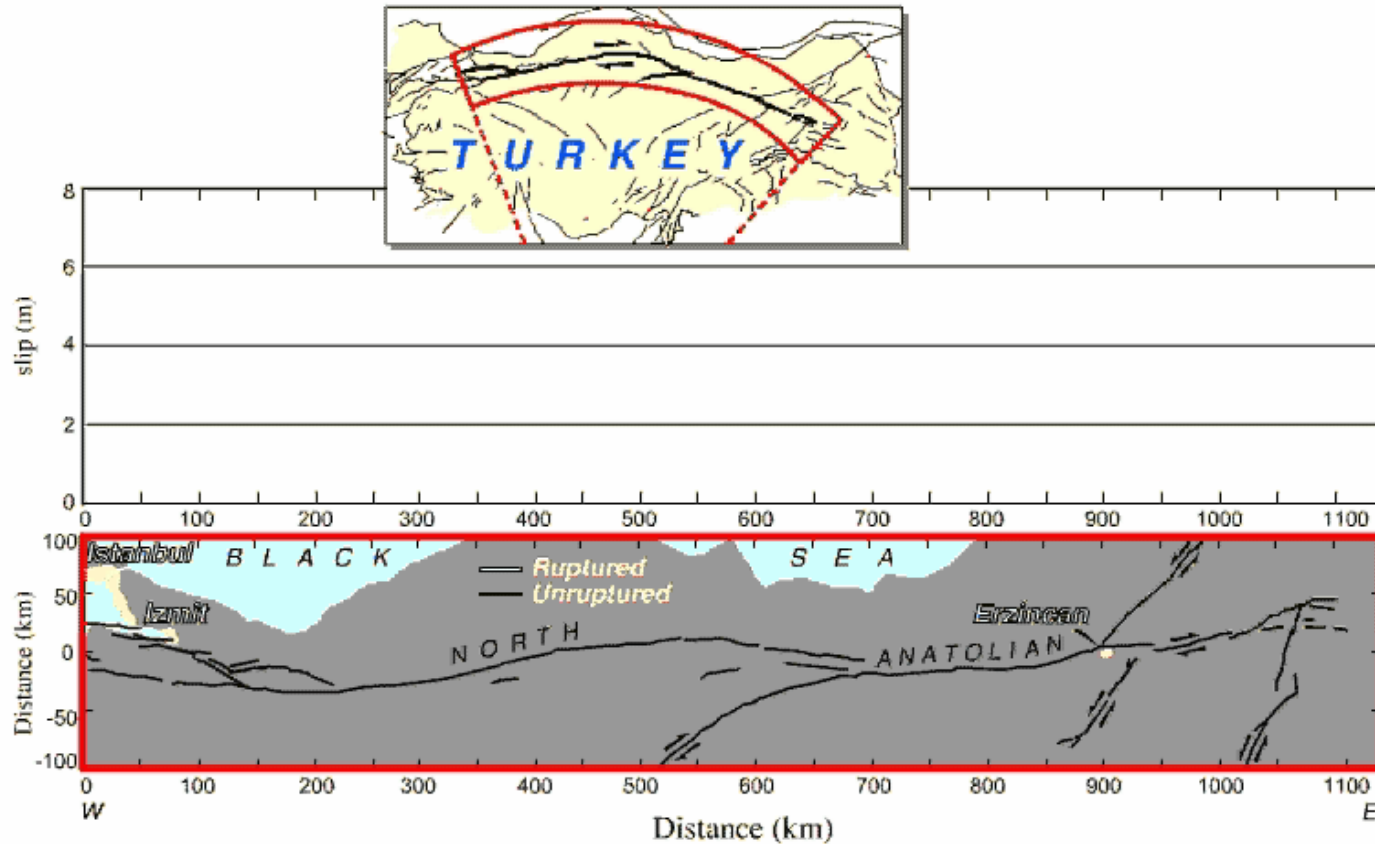 TURKEY
8
6
4
2
0
slip (m)
0 100 200 300 400 500 600 700 800 900 1000 1100
100
50
0
-50
-100
Distance (km)
Istanbul
BLACK SEA
Izmit
Ruptured
Unruptured
Erzincan
NORTH ANATOLIAN
0 100 200 300 400 500 600 700 800 900 1000 1100
W E
Distance (km)